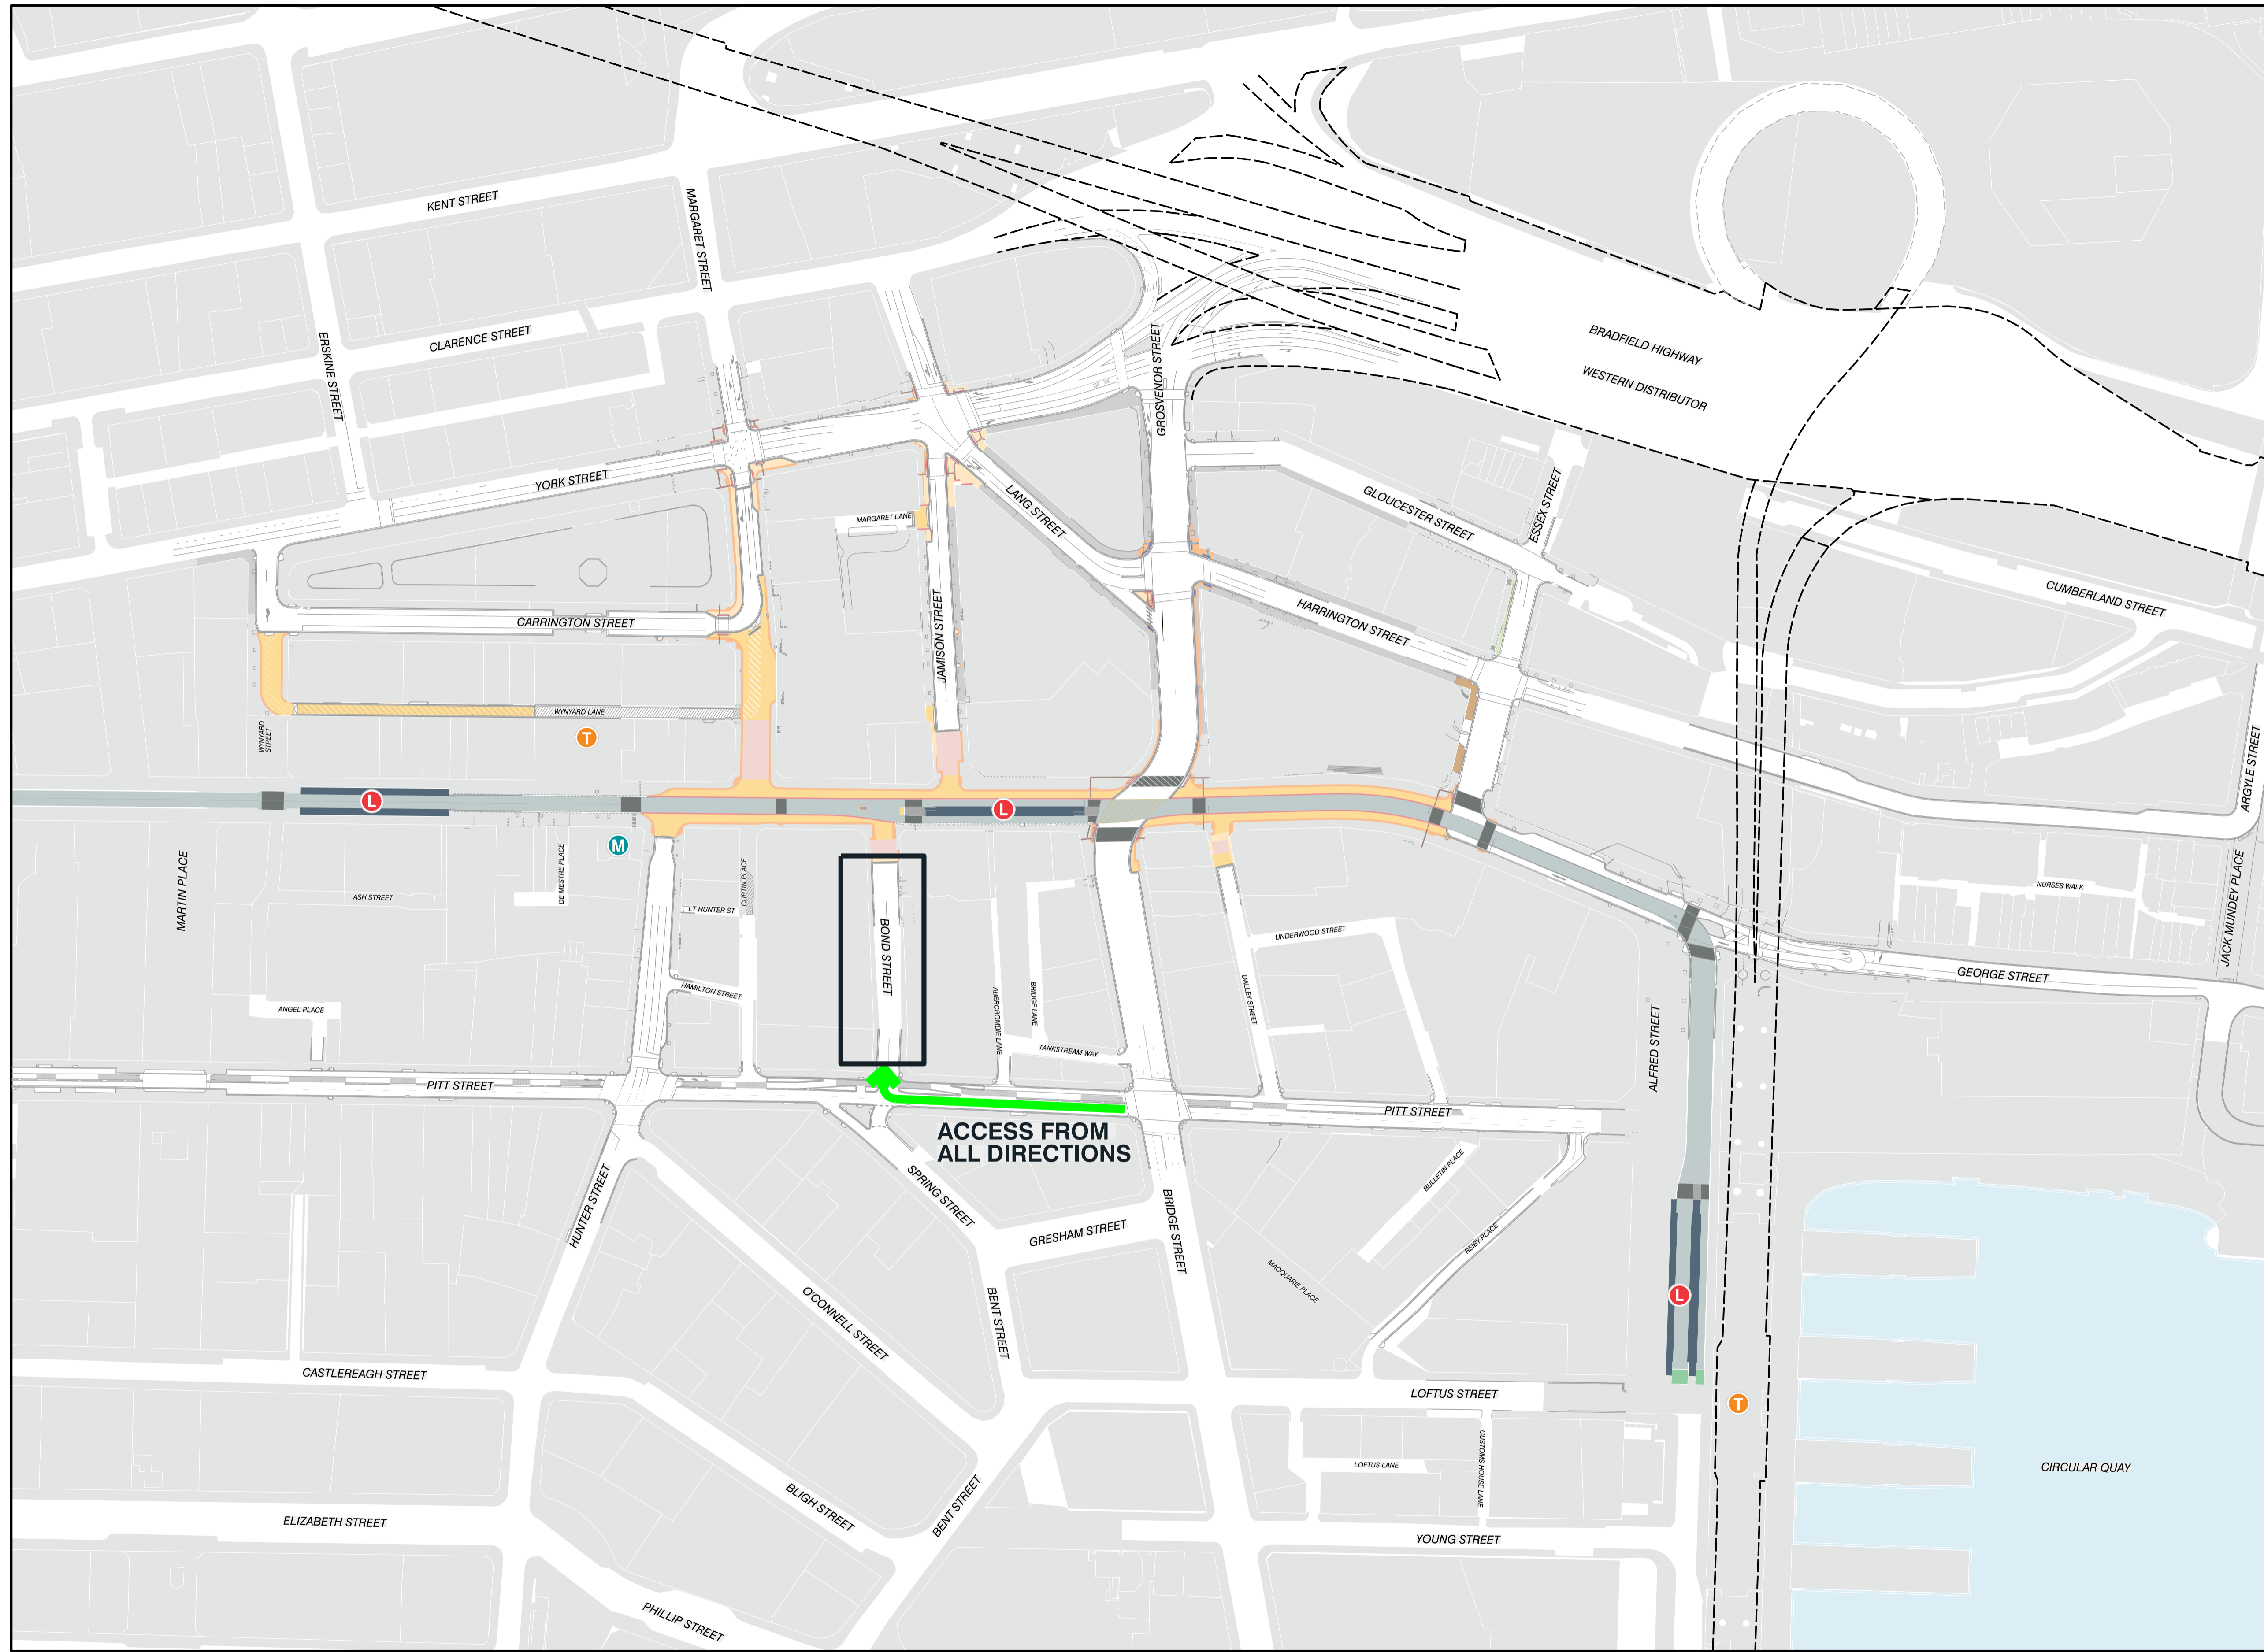 KENT STREET
MARGARET STREET
CLARENCE STREET
ERSKINE STREET
GROSVENOR STREET
BRADFIELD HIGHWAY
WESTERN DISTRIBUTOR
YORK STREET
MARGARET LANE
LANG STREET
GLOUCESTER STREET
ESSEX STREET
CUMBERLAND STREET
CARRINGTON STREET
JAMISON STREET
HARRINGTON STREET
WYNYARD LANE
WYNYARD
STREET
T
ARGYLE STREET
L
L
M
MARTIN PLACE
ASH STREET
DE MESTRE PLACE
CURTIN PLACE
LT HUNTER ST
BOND STREET
UNDERWOOD STREET
NURSES WALK
JACK MUNDEY PLACE
GEORGE STREET
HAMILTON STREET
ABERCROMBIE LANE
BRIDGE LANE
DALLEY STREET
ANGEL PLACE
TANKSTREAM WAY
ALFRED STREET
PITT STREET
PITT STREET
ACCESS FROM
ALL DIRECTIONS
HUNTER STREET
SPRING STREET
GRESHAM STREET
BRIDGE STREET
BULLETIN PLACE
REIBY PLACE
MACQUARIE PLACE
O'CONNELL STREET
BENT STREET
L
CASTLEREAGH STREET
LOFTUS STREET
T
CUSTOMS HOUSE LANE
LOFTUS LANE
CIRCULAR QUAY
BLIGH STREET
BENT STREET
ELIZABETH STREET
YOUNG STREET
PHILLIP STREET